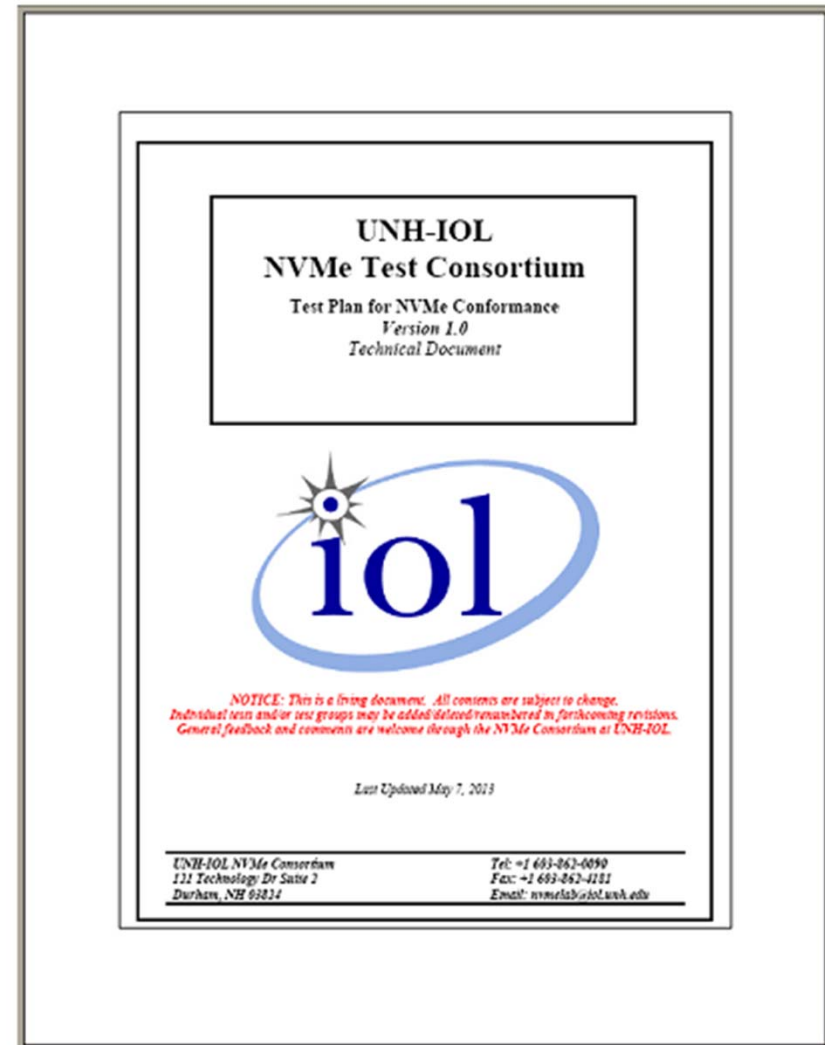 UNH-IOL
NVMe Test Consortium
Test Plan for NVMe Conformance
Version 1.0
Technical Document
iol
NOTICE: This is a living document. All contents are subject to change.
Individual tests and/or test groups may be added/deleted/renumbered in forthcoming revisions.
General feedback and comments are welcome through the NVMe Consortium at UNH-IOL.
Last Updated May 7, 2013
UNH-IOL NVMe Consortium
121 Technology Dr Suite 2
Durham, NH 03824
Tel: +1 603-862-0090
Fax: +1 603-862-4181
Email: nvmelab@iol.unh.edu